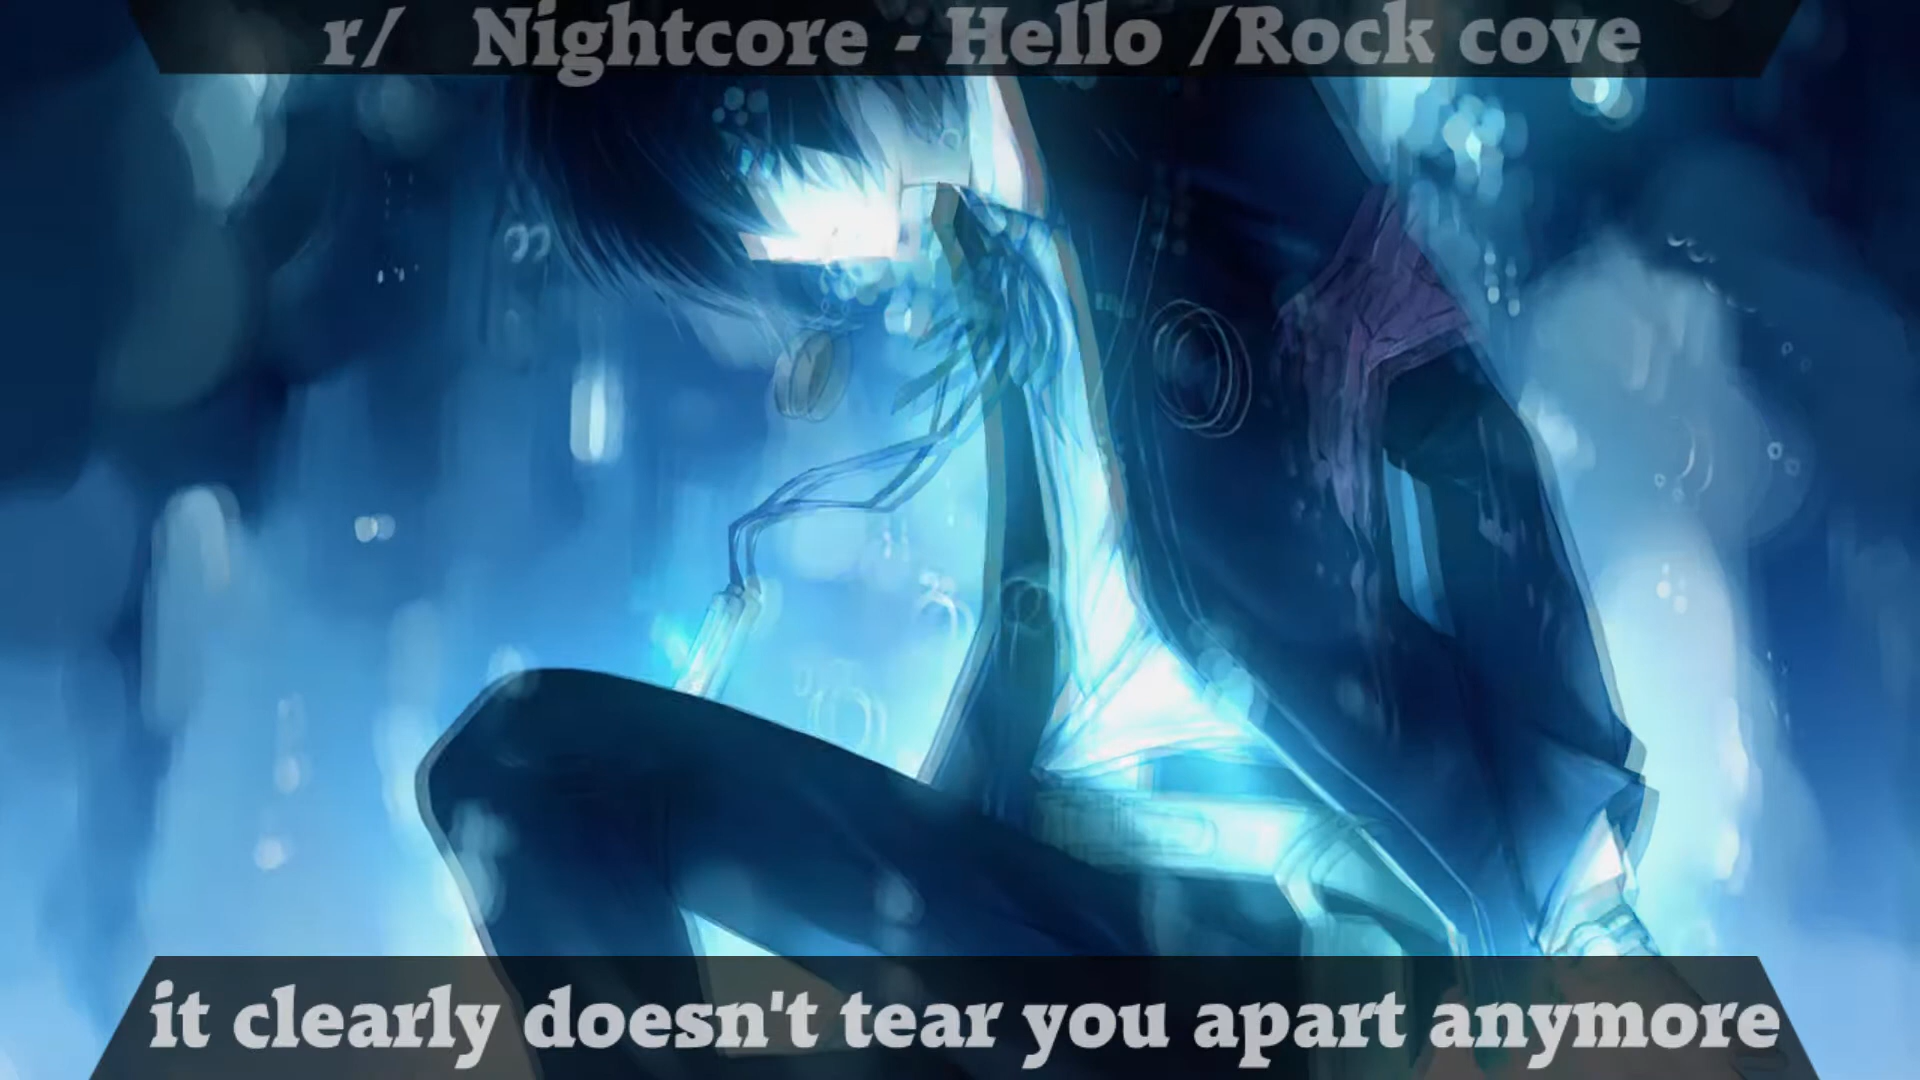 r/ Nightcore - Hello /Rock cove
it clearly doesn't tear you apart anymore